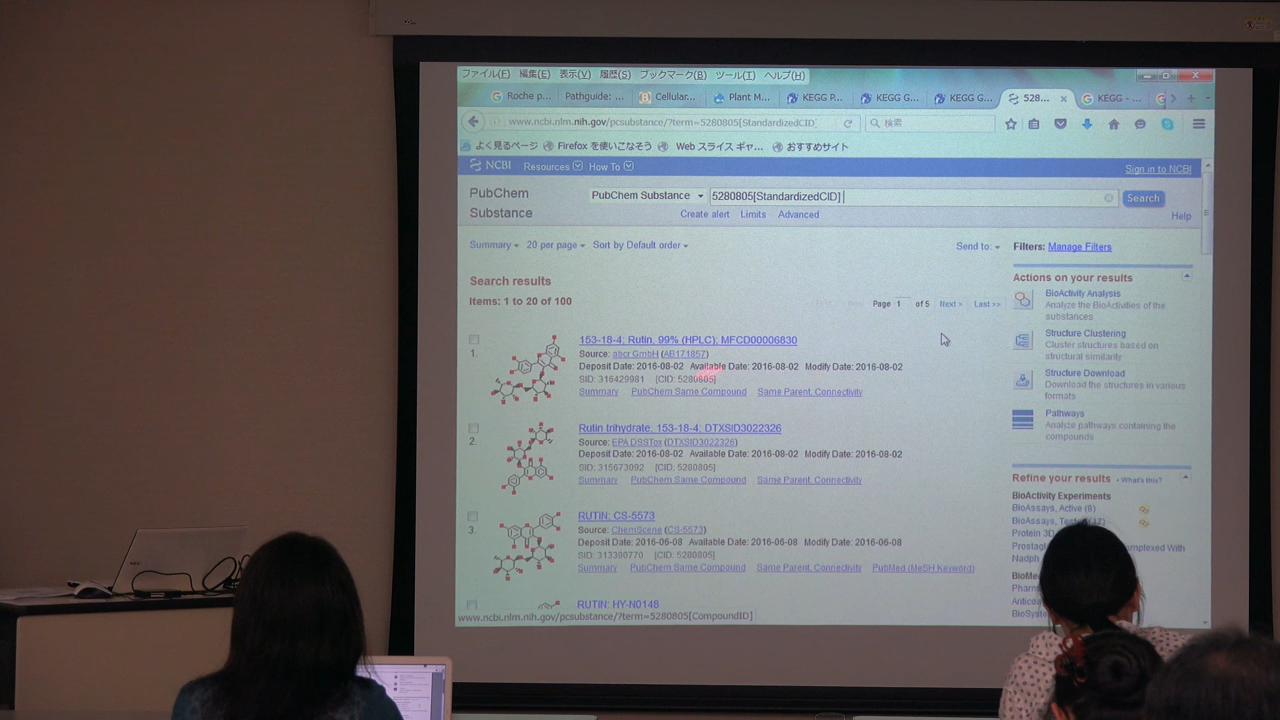 ファイル(F) 編集(E) 表示(V) 履歴(S) ブックマーク(B) ツール(T) ヘルプ(H)
Roche p... Pathguide: ... Cellular... Plant M... KEGG P... KEGG G... KEGG G... 528... KEGG - ...
www.ncbi.nlm.nih.gov/pcsubstance/?term=5280805[StandardizedCID] 検索
よく見るページ Firefox を使いこなそう Web スライス ギャ... おすすめサイト
NCBI Resources How To Sign in to NCBI
PubChem Substance
PubChem Substance 5280805[StandardizedCID] Search
Create alert Limits Advanced Help
Summary 20 per page Sort by Default order Send to: Filters: Manage Filters
Search results
Items: 1 to 20 of 100
Page 1 of 5 Next > Last >>
1.
153-18-4; Rutin, 99% (HPLC); MFCD00006830
Source: abcr GmbH (AB171857)
Deposit Date: 2016-08-02 Available Date: 2016-08-02 Modify Date: 2016-08-02
SID: 316429981 [CID: 5280805]
Summary PubChem Same Compound Same Parent, Connectivity
2.
Rutin trihydrate; 153-18-4; DTXSID3022326
Source: EPA DSSTox (DTXSID3022326)
Deposit Date: 2016-08-02 Available Date: 2016-08-02 Modify Date: 2016-08-02
SID: 315673092 [CID: 5280805]
Summary PubChem Same Compound Same Parent, Connectivity
3.
RUTIN; CS-5573
Source: ChemScene (CS-5573)
Deposit Date: 2016-06-08 Available Date: 2016-06-08 Modify Date: 2016-06-08
SID: 313390770 [CID: 5280805]
Summary PubChem Same Compound Same Parent, Connectivity PubMed (MeSH Keyword)
RUTIN; HY-N0148
www.ncbi.nlm.nih.gov/pcsubstance/?term=5280805[CompoundID]
Actions on your results
BioActivity Analysis
Analyze the BioActivities of the
substances
Structure Clustering
Cluster structures based on
structural similarity
Structure Download
Download the structures in various
formats
Pathways
Analyze pathways containing the
compounds
Refine your results What's this?
BioActivity Experiments
BioAssays, Active (8)
BioAssays,
Protein 3D
omplexed With
Nadph